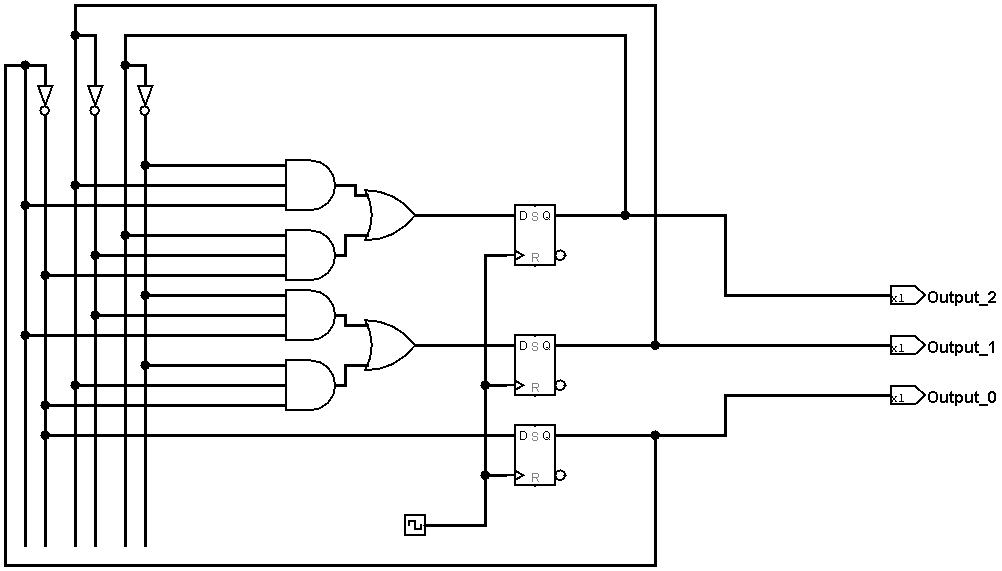 D S Q
R
x1 Output_2
D S Q
x1 Output_1
R
x1 Output_0
D S Q
R